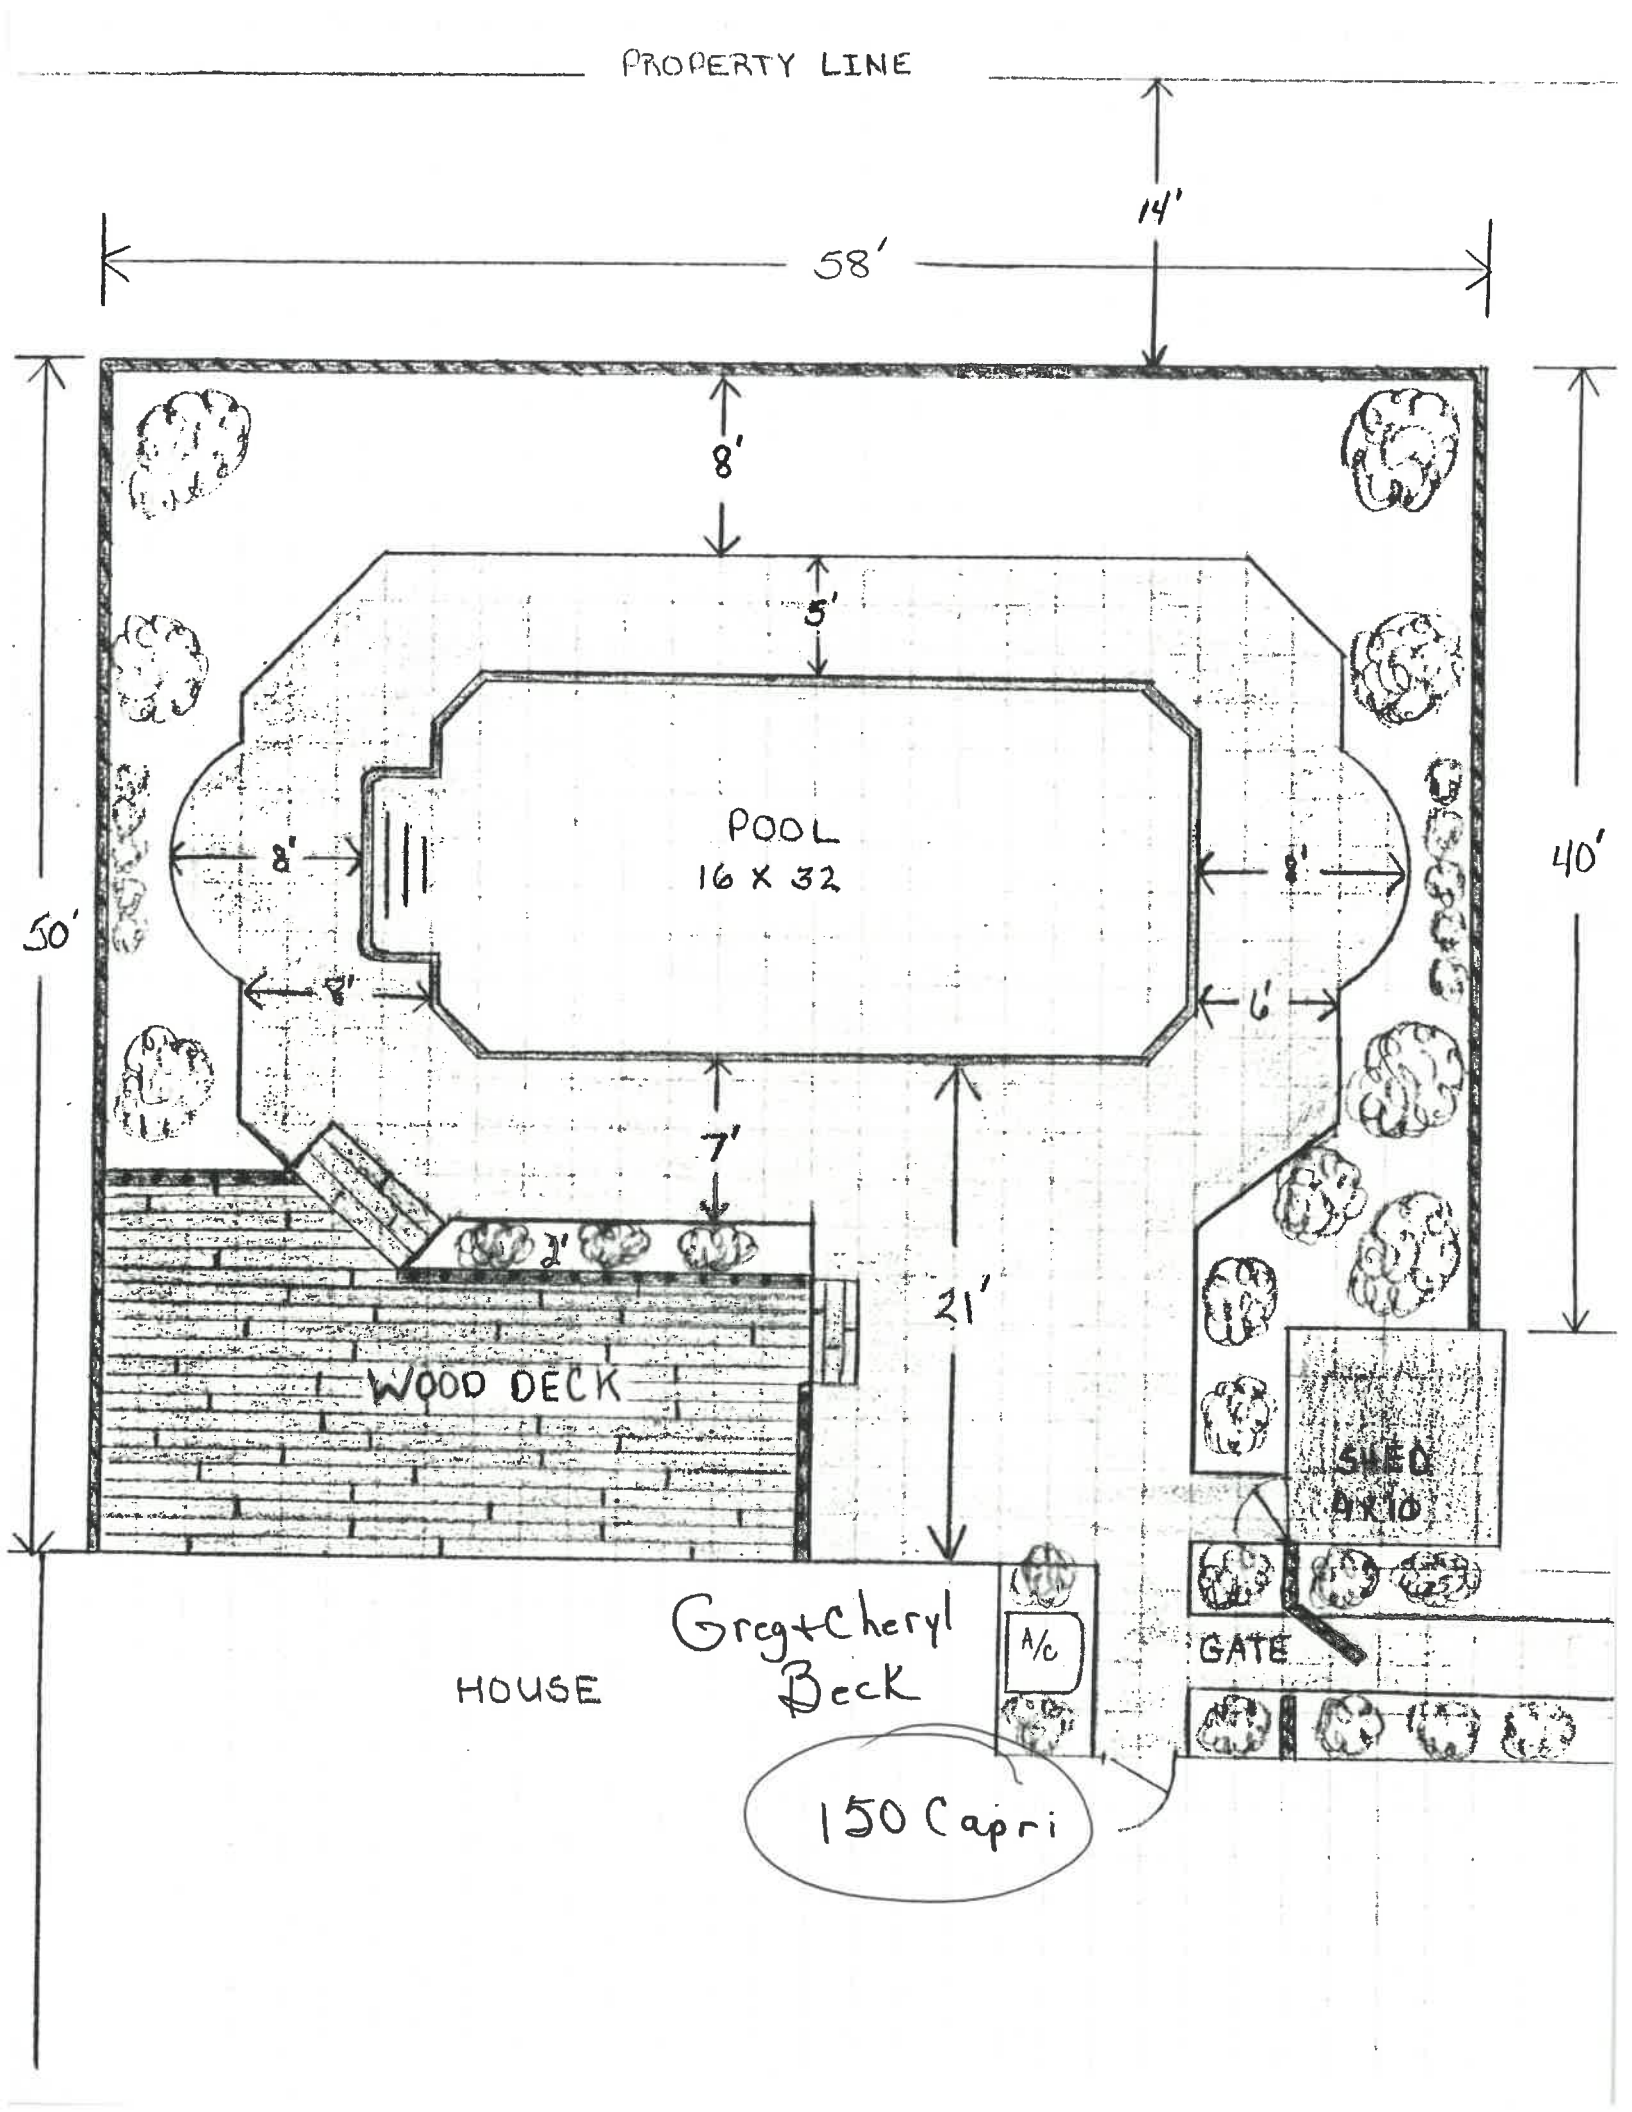 PROPERTY LINE
14'
58'
8'
5'
POOL
16 X 32
8'
8'
40'
50'
8'
6'
7'
2'
21'
WOOD DECK
SHED
Greg + Cheryl
Beck
A/C
GATE
HOUSE
150 Capri